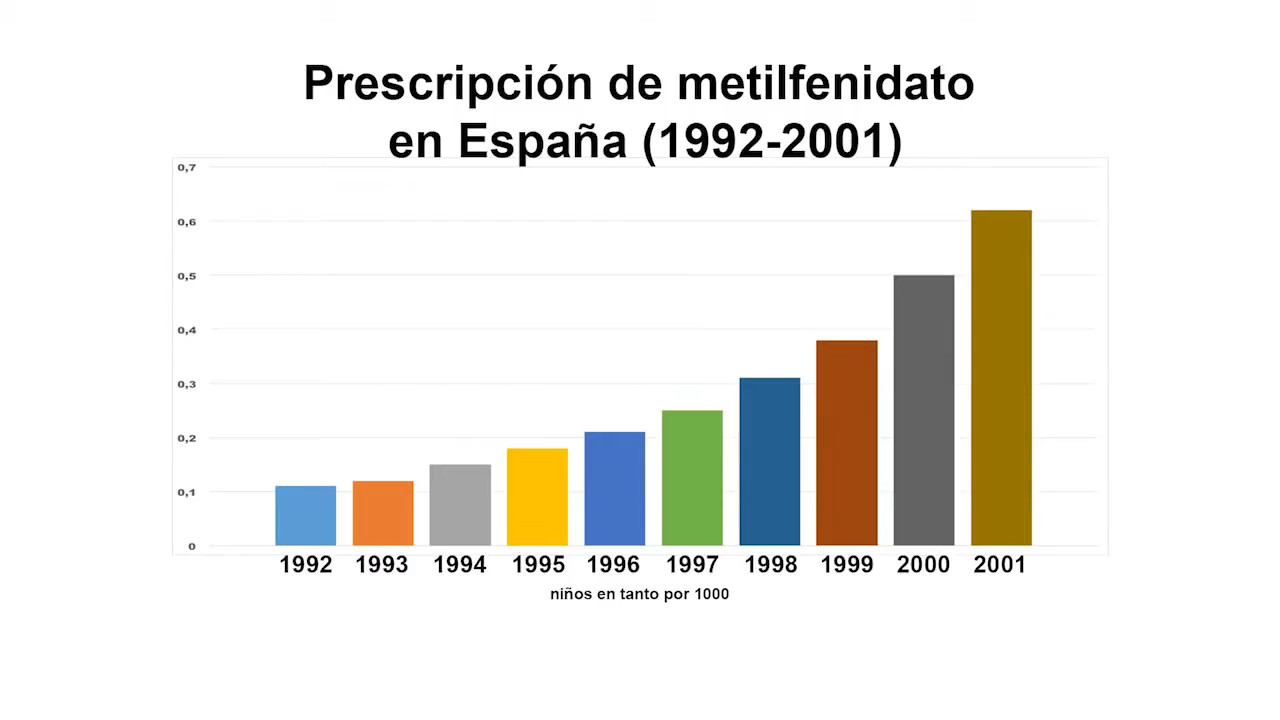 Prescripción de metilfenidato
en España (1992-2001)
0,7
0,6
0,5
0,4
0,3
0,2
0,1
0
1992 1993 1994 1995 1996 1997 1998 1999 2000 2001
niños en tanto por 1000